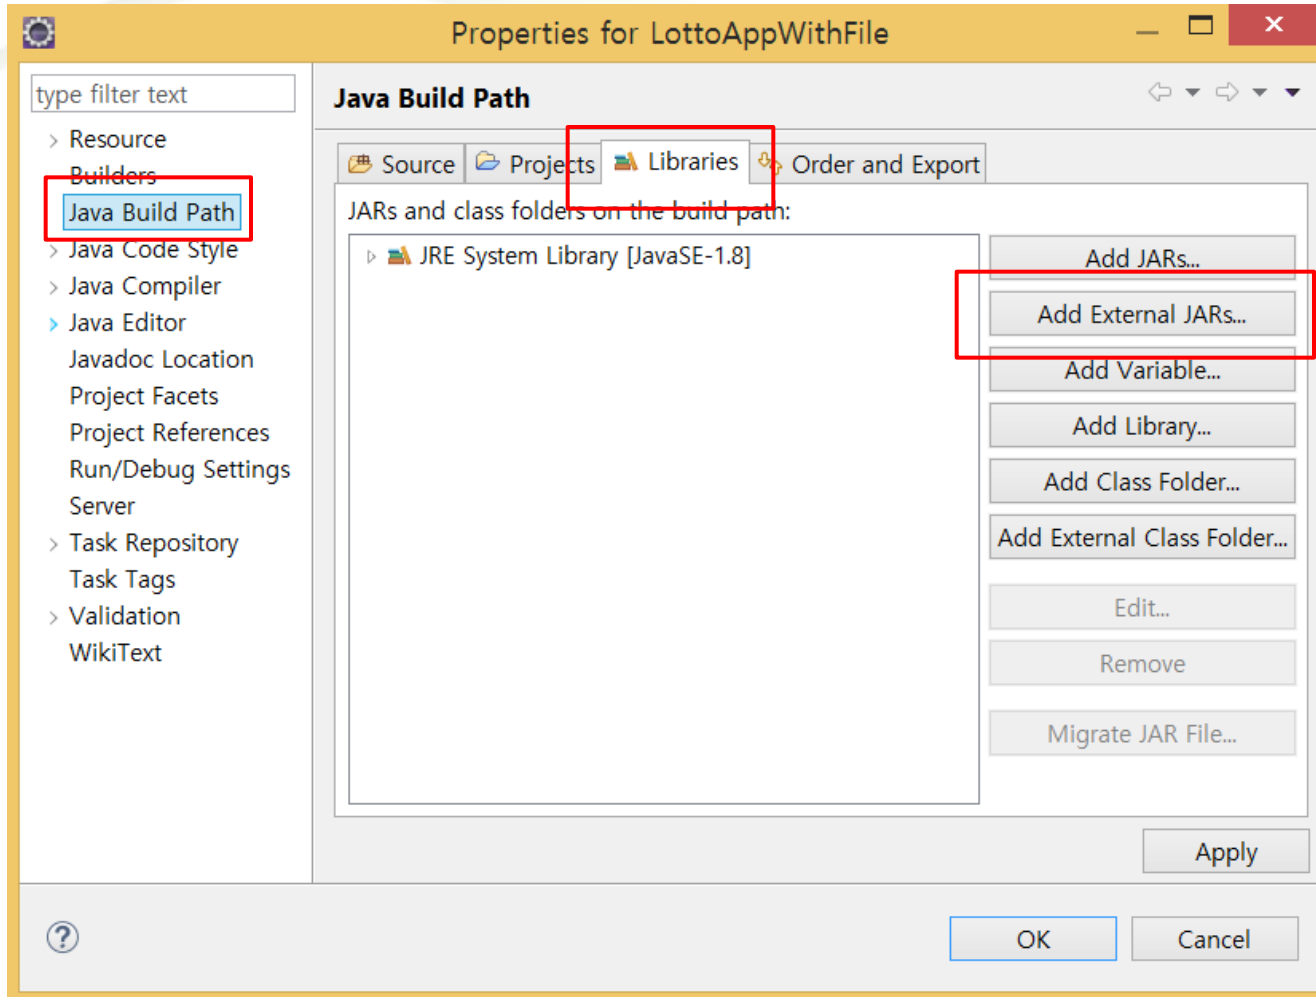 Properties for LottoAppWithFile
type filter text
Resource
Builders
Java Build Path
Java Code Style
Java Compiler
Java Editor
Javadoc Location
Project Facets
Project References
Run/Debug Settings
Server
Task Repository
Task Tags
Validation
WikiText
Java Build Path
Source Projects Libraries Order and Export
JARs and class folders on the build path:
JRE System Library [JavaSE-1.8]
Add JARs...
Add External JARs...
Add Variable...
Add Library...
Add Class Folder...
Add External Class Folder...
Edit...
Remove
Migrate JAR File...
Apply
OK Cancel